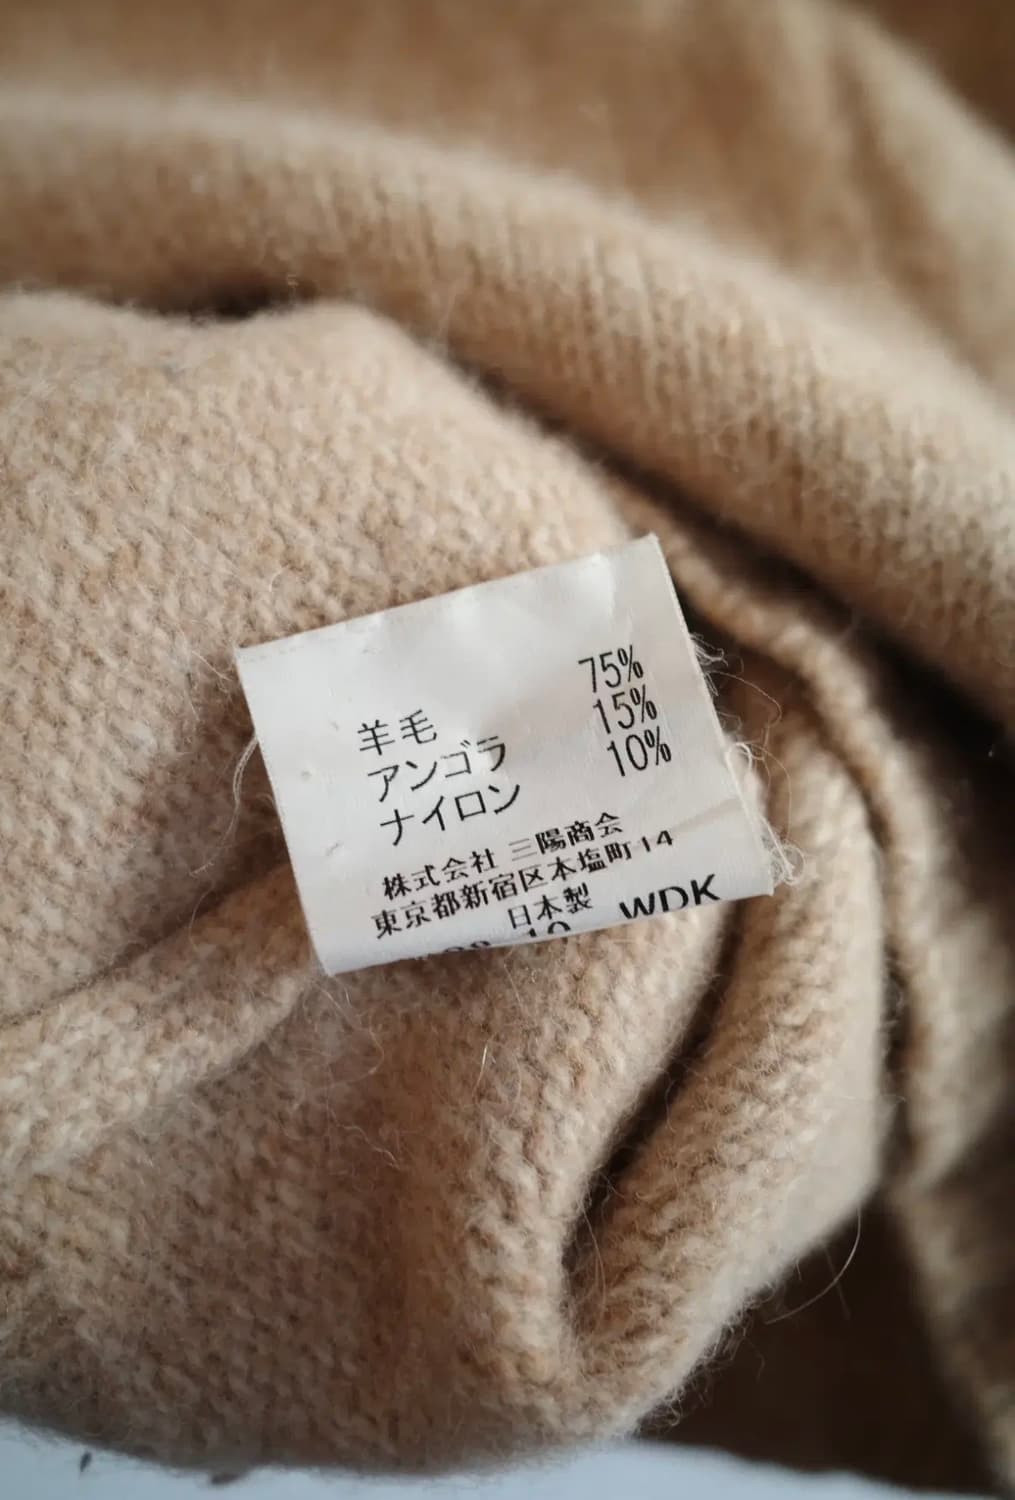 羊毛 75%
アンゴラ 15%
ナイロン 10%
株式会社 三陽商会
東京都新宿区本塩町14
日本製
WDK